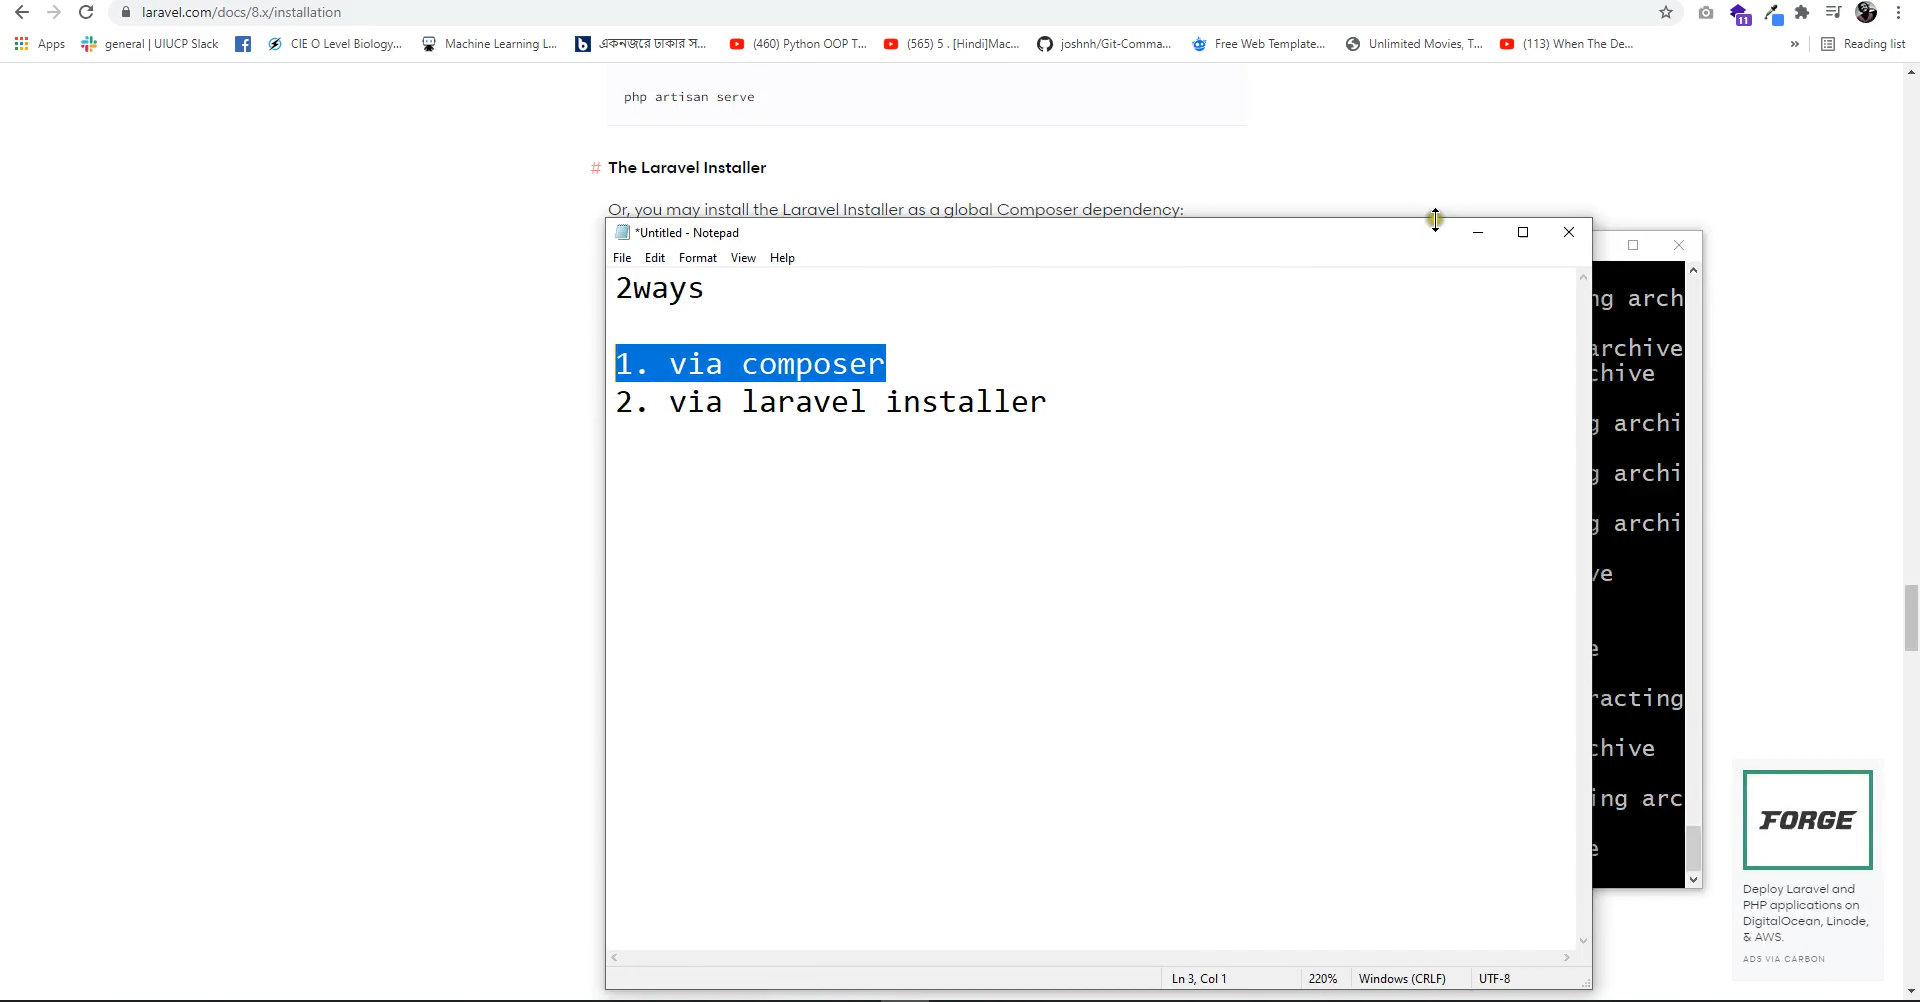 laravel.com/docs/8.x/installation
11
Apps
general | UIUCP Slack
CIE O Level Biology...
Machine Learning L...
একনজরে ঢাকার স...
(460) Python OOP T...
(565) 5 . [Hindi]Mac...
joshnh/Git-Comma...
Free Web Template...
Unlimited Movies, T...
(113) When The De...
»
Reading list
php artisan serve
# The Laravel Installer
Or, you may install the Laravel Installer as a global Composer dependency:
*Untitled - Notepad
File Edit Format View Help
2ways
1. via composer
2. via laravel installer
Ln 3, Col 1
220%
Windows (CRLF)
UTF-8
ng arch
archive
chive
g archi
g archi
g archi
ve
e
racting
chive
ing arc
e
FORGE
Deploy Laravel and
PHP applications on
DigitalOcean, Linode,
& AWS.
ADS VIA CARBON